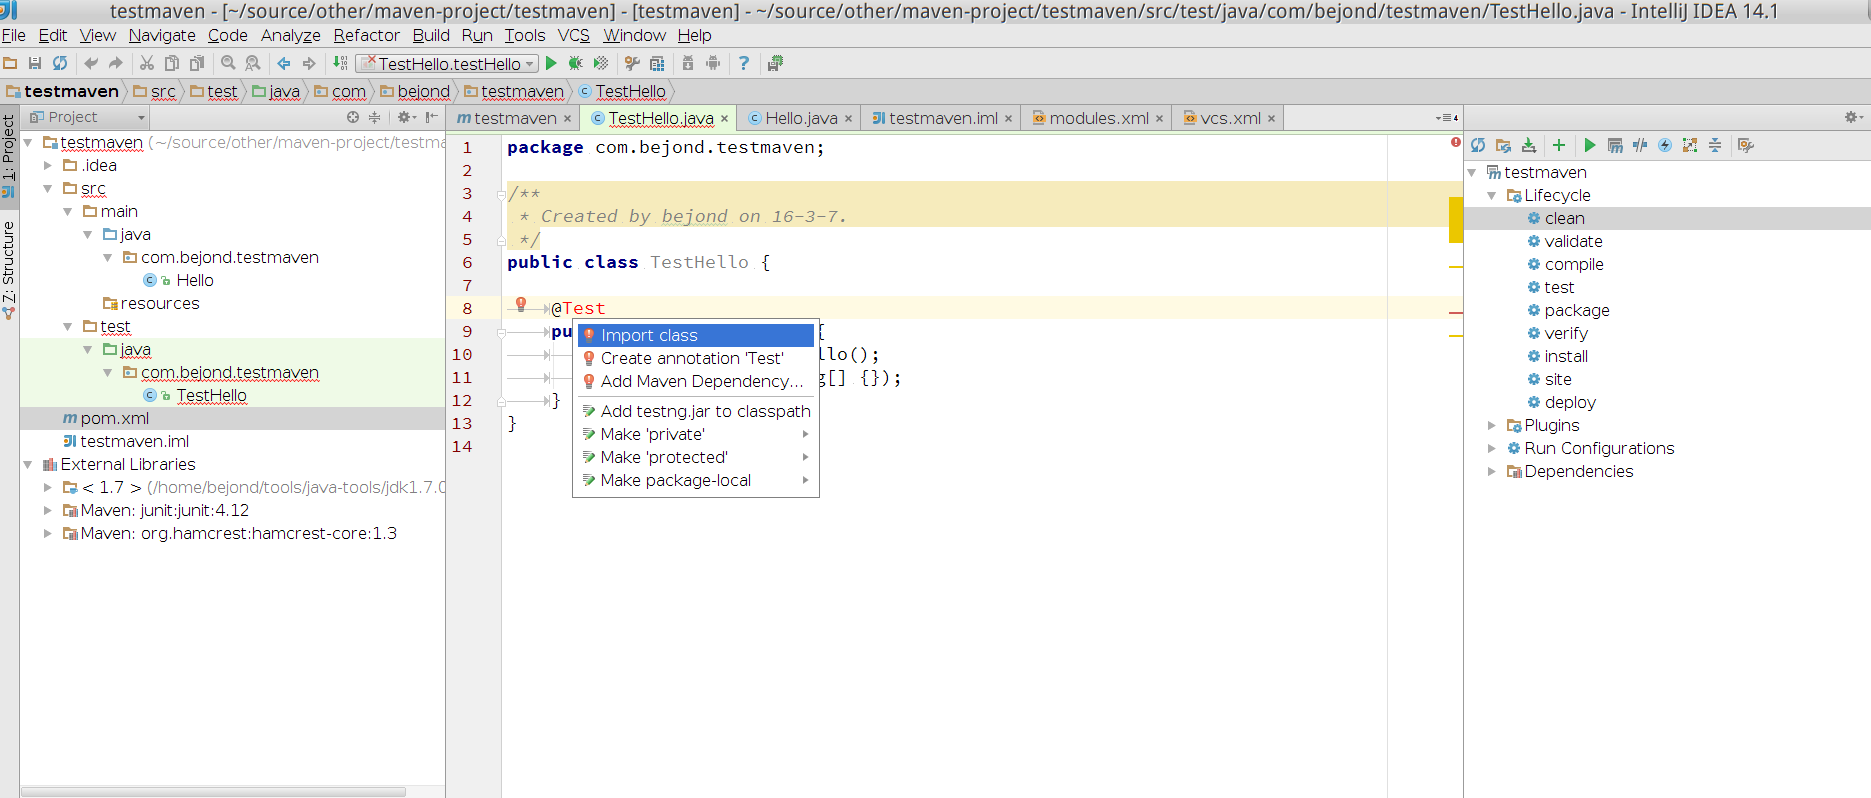 testmaven - [~/source/other/maven-project/testmaven] - [testmaven] - ~/source/other/maven-project/testmaven/src/test/java/com/bejond/testmaven/TestHello.java - IntelliJ IDEA 14.1
File Edit View Navigate Code Analyze Refactor Build Run Tools VCS Window Help
TestHello.testHello
testmaven src test java com bejond testmaven TestHello
Project
testmaven TestHello.java Hello.java testmaven.iml modules.xml vcs.xml 4
1: Project
Z: Structure
testmaven (~/source/other/maven-project/testma
.idea
src
main
java
com.bejond.testmaven
Hello
resources
test
java
com.bejond.testmaven
TestHello
pom.xml
testmaven.iml
External Libraries
< 1.7 > (/home/bejond/tools/java-tools/jdk1.7.0
Maven: junit:junit:4.12
Maven: org.hamcrest:hamcrest-core:1.3
1 package com.bejond.testmaven;
2
3 /**
4 * Created by bejond on 16-3-7.
5 */
6 public class TestHello {
7
8 @Test
9 pu {
10 llo();
11 g[] {});
12 }
13 }
14
Import class
Create annotation 'Test'
Add Maven Dependency...
Add testng.jar to classpath
Make 'private'
Make 'protected'
Make package-local
testmaven
Lifecycle
clean
validate
compile
test
package
verify
install
site
deploy
Plugins
Run Configurations
Dependencies